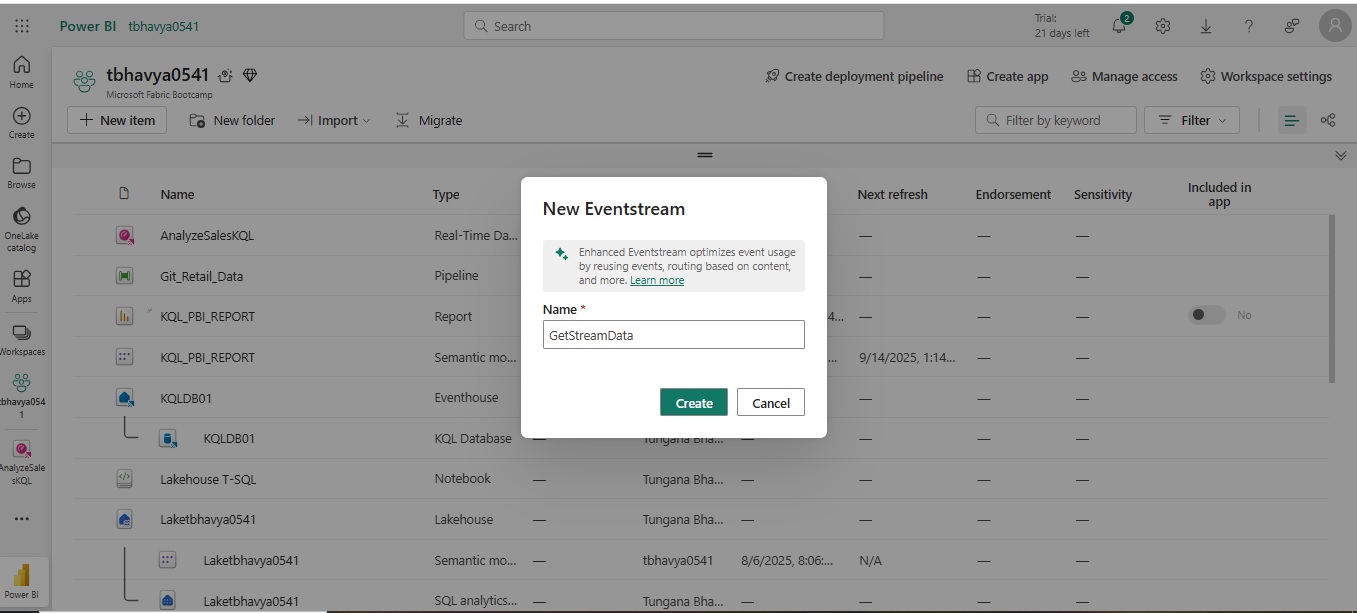 Power BI tbhavya0541
Search
Trial:
21 days left
2
Home
Create
Browse
OneLake
catalog
Apps
Workspaces
tbhavya054
1
AnalyzeSale
sKQL
Power BI
tbhavya0541
Microsoft Fabric Bootcamp
Create deployment pipeline
Create app
Manage access
Workspace settings
New item
New folder
Import
Migrate
Filter by keyword
Filter
Name Type Next refresh Endorsement Sensitivity Included in
app
AnalyzeSalesKQL Real-Time Da... — — —
Git_Retail_Data Pipeline — — —
KQL_PBI_REPORT Report 4... — — — No
KQL_PBI_REPORT Semantic mo... ... 9/14/2025, 1:14... — —
KQLDB01 Eventhouse — — —
KQLDB01 KQL Database — Tungana Bha... — — — —
Lakehouse T-SQL Notebook — Tungana Bha... — — — —
Laketbhavya0541 Lakehouse — Tungana Bha... — — — —
Laketbhavya0541 Semantic mo... — tbhavya0541 8/6/2025, 8:06:... N/A — —
Laketbhavya0541 SQL analytics... — Tungana Bha... — — — —
New Eventstream
Enhanced Eventstream optimizes event usage
by reusing events, routing based on content,
and more. Learn more
Name *
GetStreamData
Create
Cancel